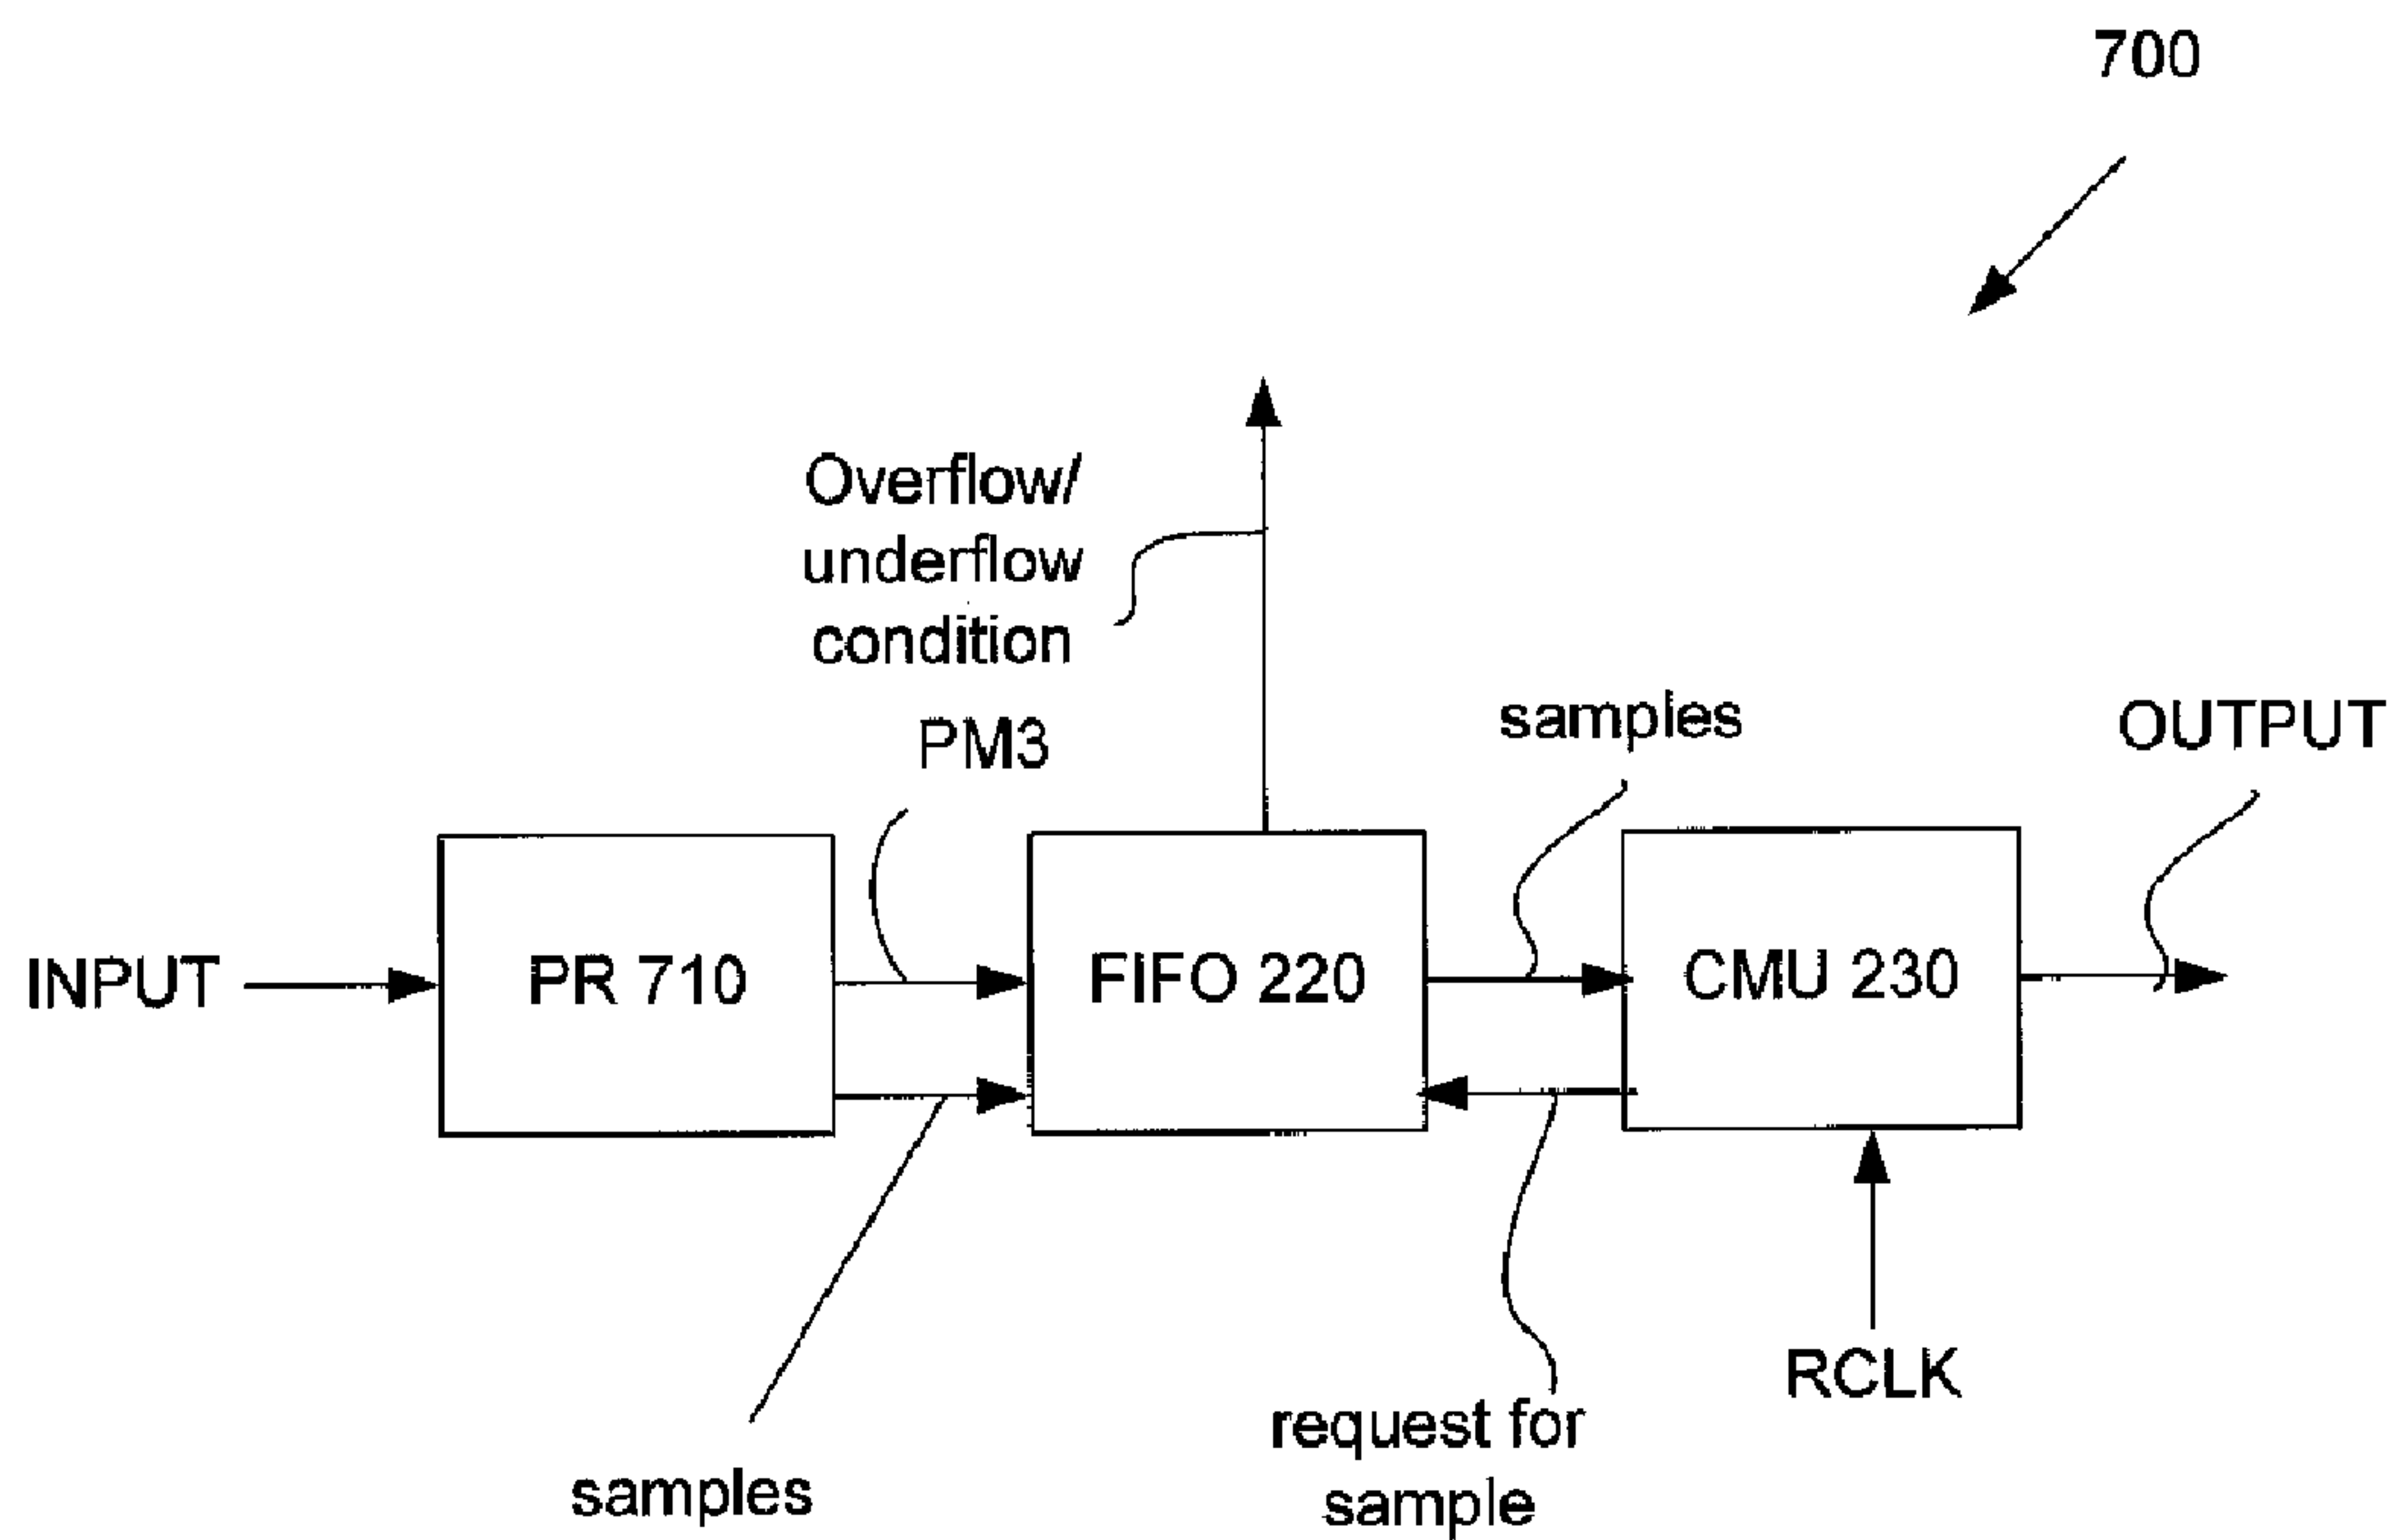 700
Overflow/
underflow
condition
PM3
samples
OUTPUT
INPUT
PR 710
FIFO 220
CMU 230
RCLK
request for
sample
samples